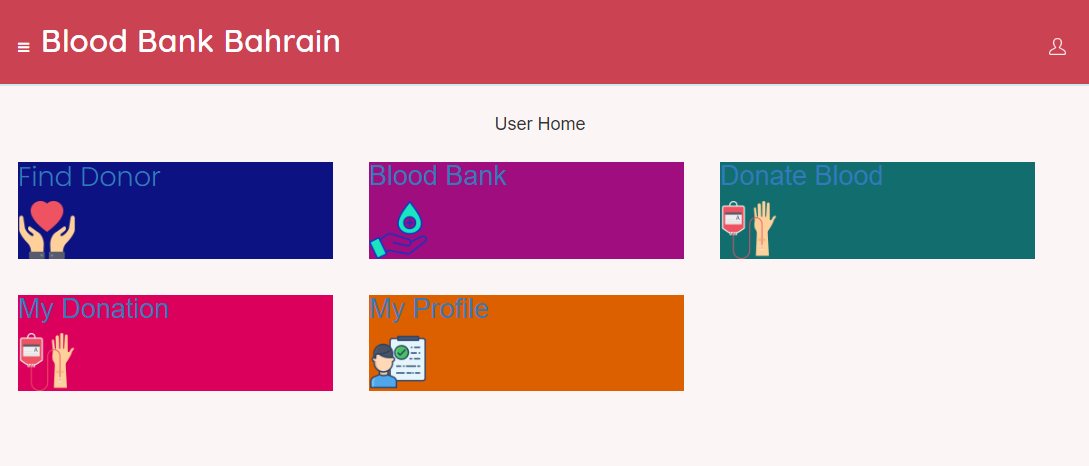 Blood Bank Bahrain
User Home
Find Donor
Blood Bank
Donate Blood
My Donation
My Profile